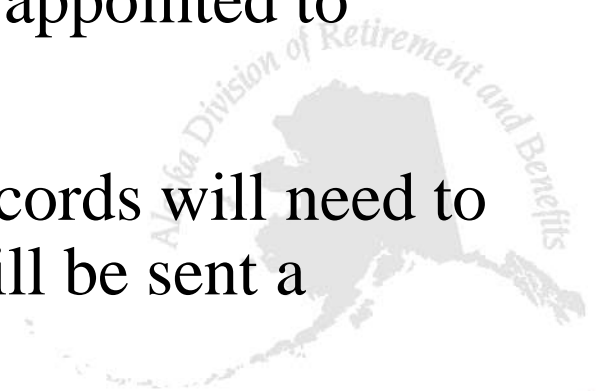 appointed to
Alaska Division of Retirement and Benefits
cords will need to
ill be sent a